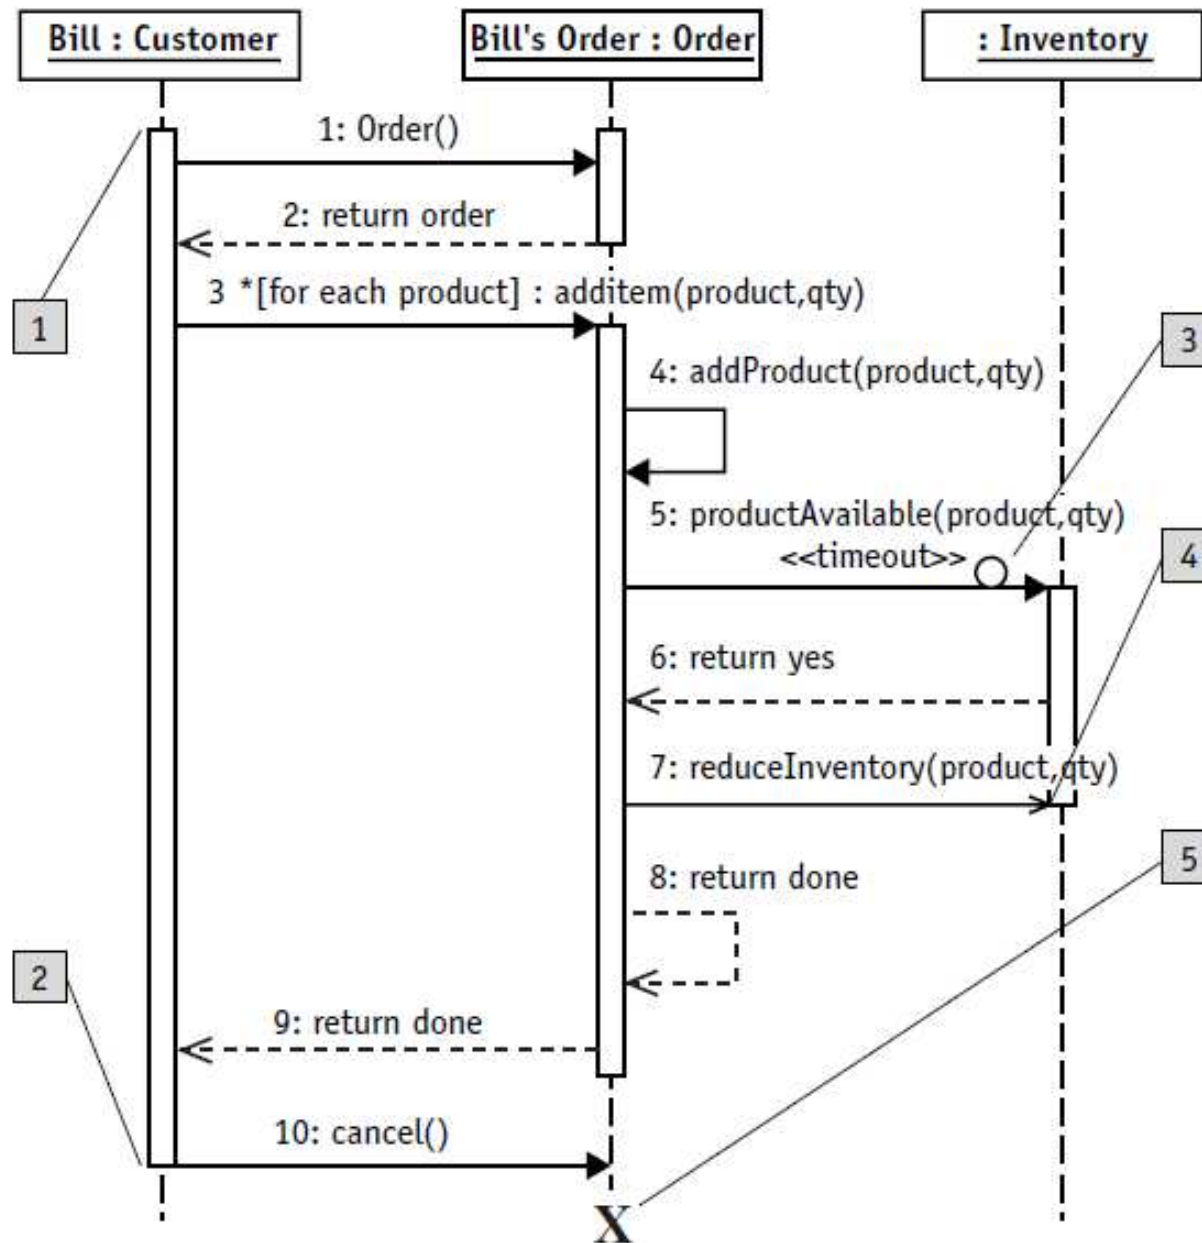 Bill : Customer
Bill's Order : Order
: Inventory
1: Order()
2: return order
1
3 *[for each product] : additem(product,qty)
3
4: addProduct(product,qty)
5: productAvailable(product,qty)
<<timeout>>
4
6: return yes
7: reduceInventory(product,qty)
8: return done
5
2
9: return done
10: cancel()
X